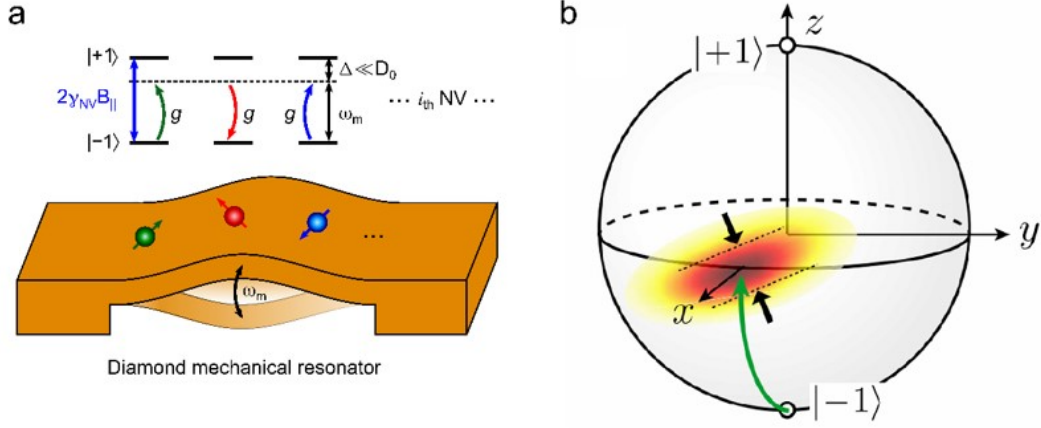 a
|+1⟩
Δ≪D₀
2γNVB||
g
g
g
ωm
... ith NV ...
|−1⟩
...
ωm
Diamond mechanical resonator
b
z
|+1⟩
y
x
|−1⟩